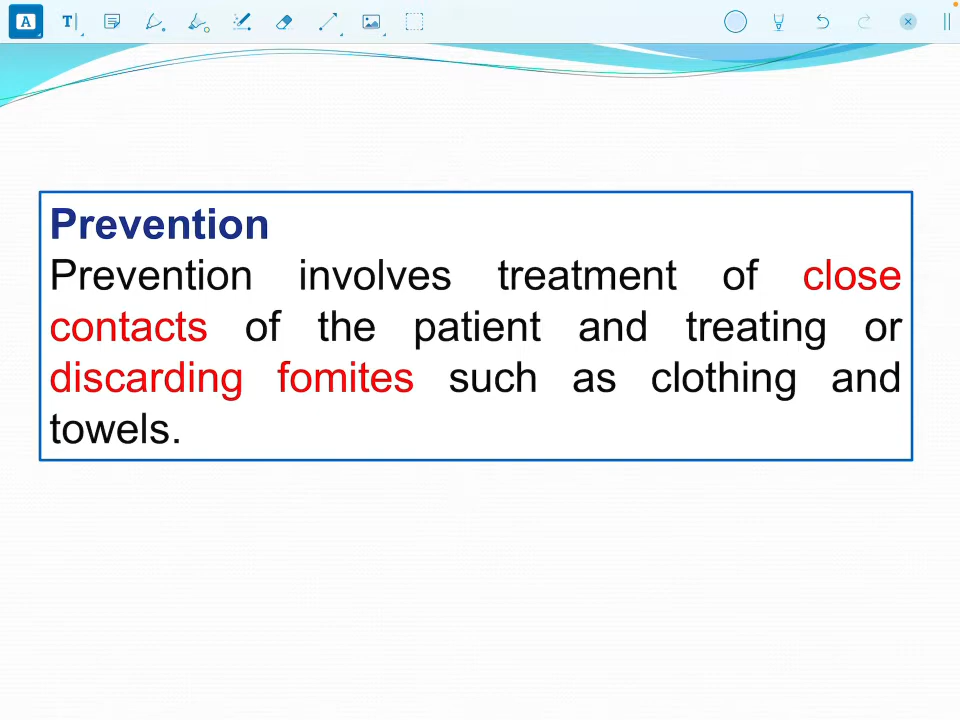 A
T
Prevention
Prevention involves treatment of close
contacts of the patient and treating or
discarding fomites such as clothing and
towels.